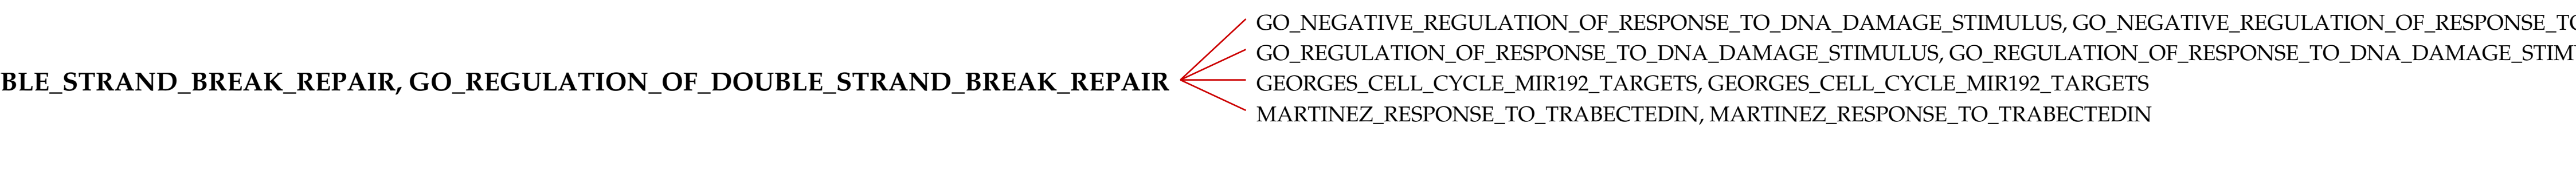 GO_NEGATIVE_REGULATION_OF_RESPONSE_TO_DNA_DAMAGE_STIMULUS, GO_NEGATIVE_REGULATION_OF_RESPONSE_TO
GO_REGULATION_OF_RESPONSE_TO_DNA_DAMAGE_STIMULUS, GO_REGULATION_OF_RESPONSE_TO_DNA_DAMAGE_STIM
BLE_STRAND_BREAK_REPAIR, GO_REGULATION_OF_DOUBLE_STRAND_BREAK_REPAIR
GEORGES_CELL_CYCLE_MIR192_TARGETS, GEORGES_CELL_CYCLE_MIR192_TARGETS
MARTINEZ_RESPONSE_TO_TRABECTEDIN, MARTINEZ_RESPONSE_TO_TRABECTEDIN